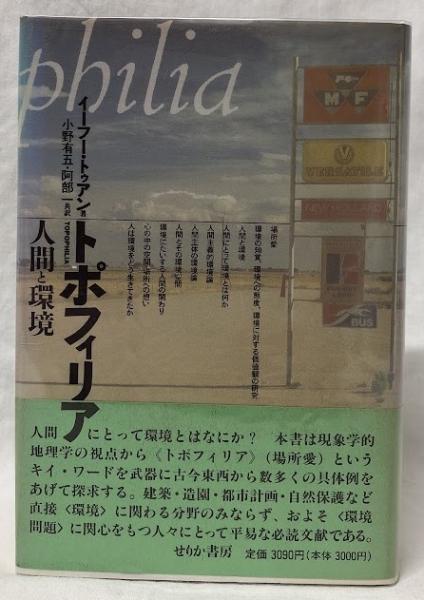 philia
イーフー・トゥアン著
小野有五・阿部一共訳
TOPOPHILIA
トポフィリア
人間と環境
場所愛
環境の知覚、環境への態度、環境に対する価値観の研究
人間と環境
人間にとって環境とは何か
人間主義的環境論
人間主体の環境論
人間とその環境・空間
環境にたいする人間の関わり
心の中の空間・場所への想い
人は環境をどう生きてきたか
MF
VERSATILE
BUS
人間にとって環境とはなにか？　本書は現象学的
地理学の視点から《トポフィリア》（場所愛）という
キイ・ワードを武器に古今東西から数多くの具体例を
あげて探求する。建築・造園・都市計画・自然保護など
直接〈環境〉に関わる分野のみならず、およそ〈環境
問題〉に関心をもつ人々にとって平易な必読文献である。
せりか書房　定価 3090円（本体 3000円）